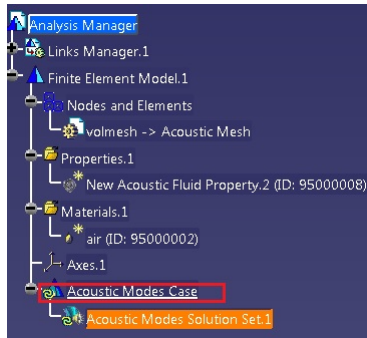 Analysis Manager
Links Manager.1
Finite Element Model.1
Nodes and Elements
volmesh -> Acoustic Mesh
Properties.1
New Acoustic Fluid Property.2 (ID: 95000008)
Materials.1
air (ID: 95000002)
Axes.1
Acoustic Modes Case
Acoustic Modes Solution Set.1